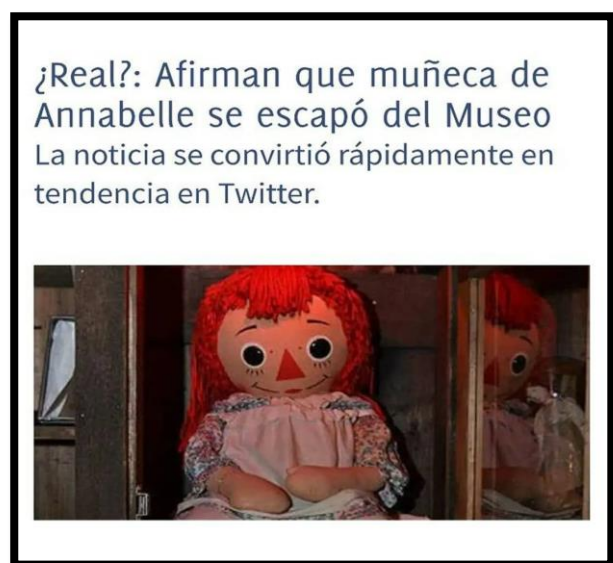 ¿Real?: Afirman que muñeca de
Annabelle se escapó del Museo
La noticia se convirtió rápidamente en
tendencia en Twitter.